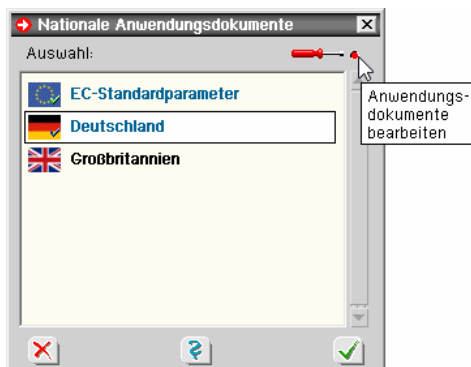 Nationale Anwendungsdokumente
Auswahl:
EC-Standardparameter
Deutschland
Großbritannien
Anwendungs-
dokumente
bearbeiten